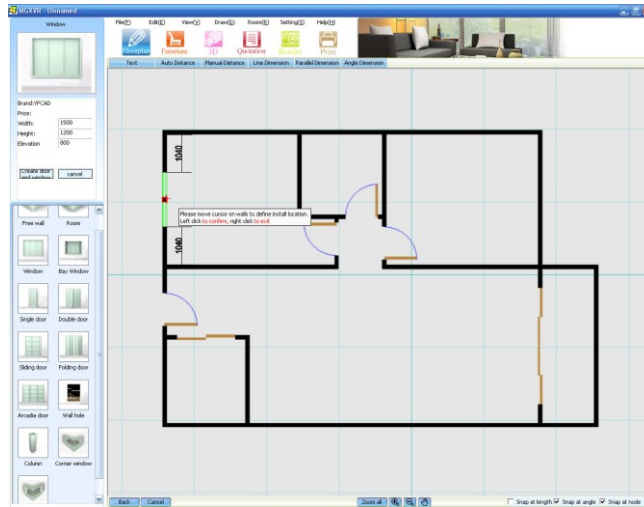 Window
File(F) Edit(E) View(V) Draw(D) Room(R) Setting(S) Help(H)
Floorplan Furniture 3D Quotation Render Print
Text Auto Distance Manual Distance Line Dimension Parallel Dimension Angle Dimension
Brand:YFCAD
Price:
Width: 1500
Height: 1200
Elevation 800
Create door
and window
cancel
Free wall Room
Window Bay Window
Single door Double door
Sliding door Folding door
Arcadia door Wall hole
Column Corner window
1040
Please move cursor on walls to define install location.
Left click to confirm, right click to exit
1040
Back Cancel Zoom all Snap at length Snap at angle Snap at node